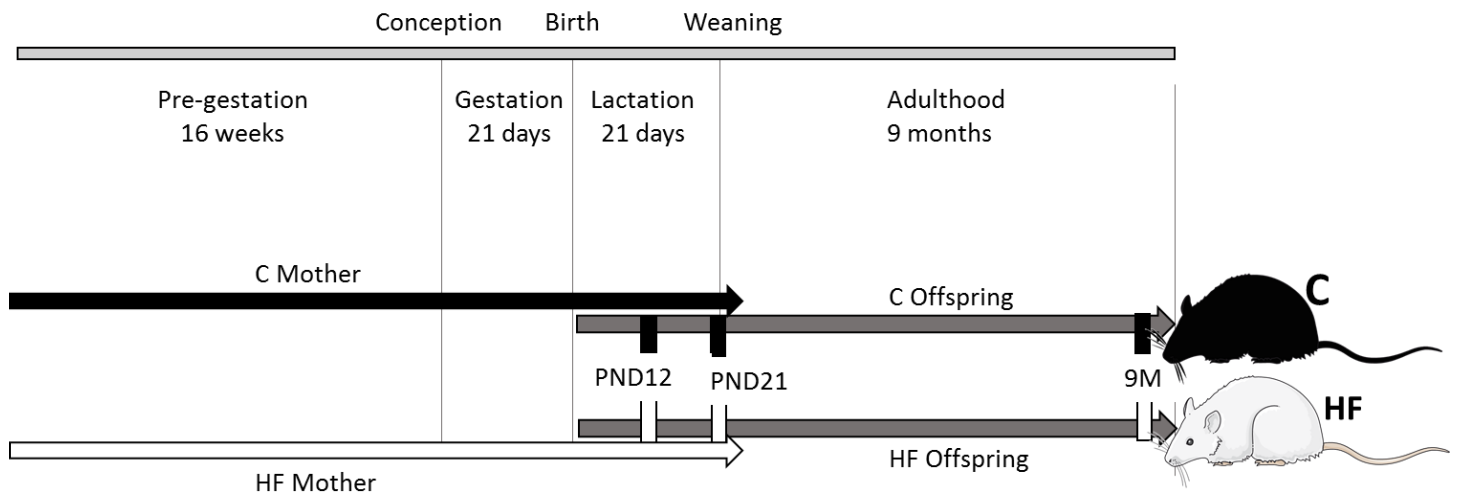 Conception Birth Weaning
Pre-gestation Gestation Lactation Adulthood
16 weeks 21 days 21 days 9 months
C Mother
C Offspring
C
PND12 PND21 9M
HF
HF Offspring
HF Mother